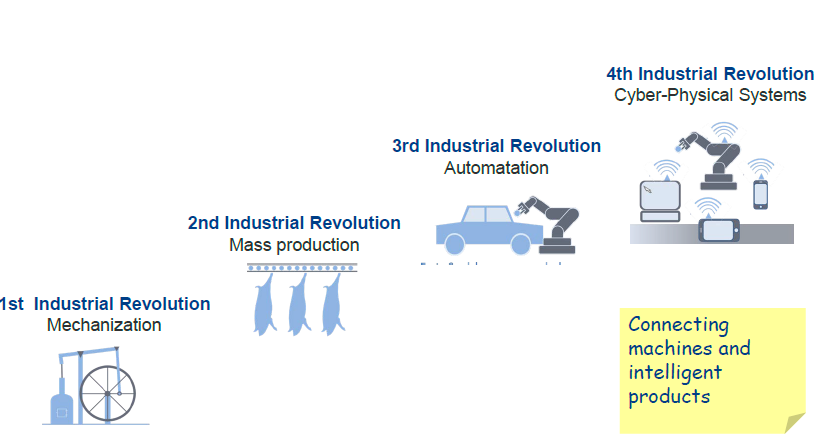 4th Industrial Revolution
Cyber-Physical Systems
3rd Industrial Revolution
Automatation
2nd Industrial Revolution
Mass production
1st Industrial Revolution
Mechanization
Connecting
machines and
intelligent
products